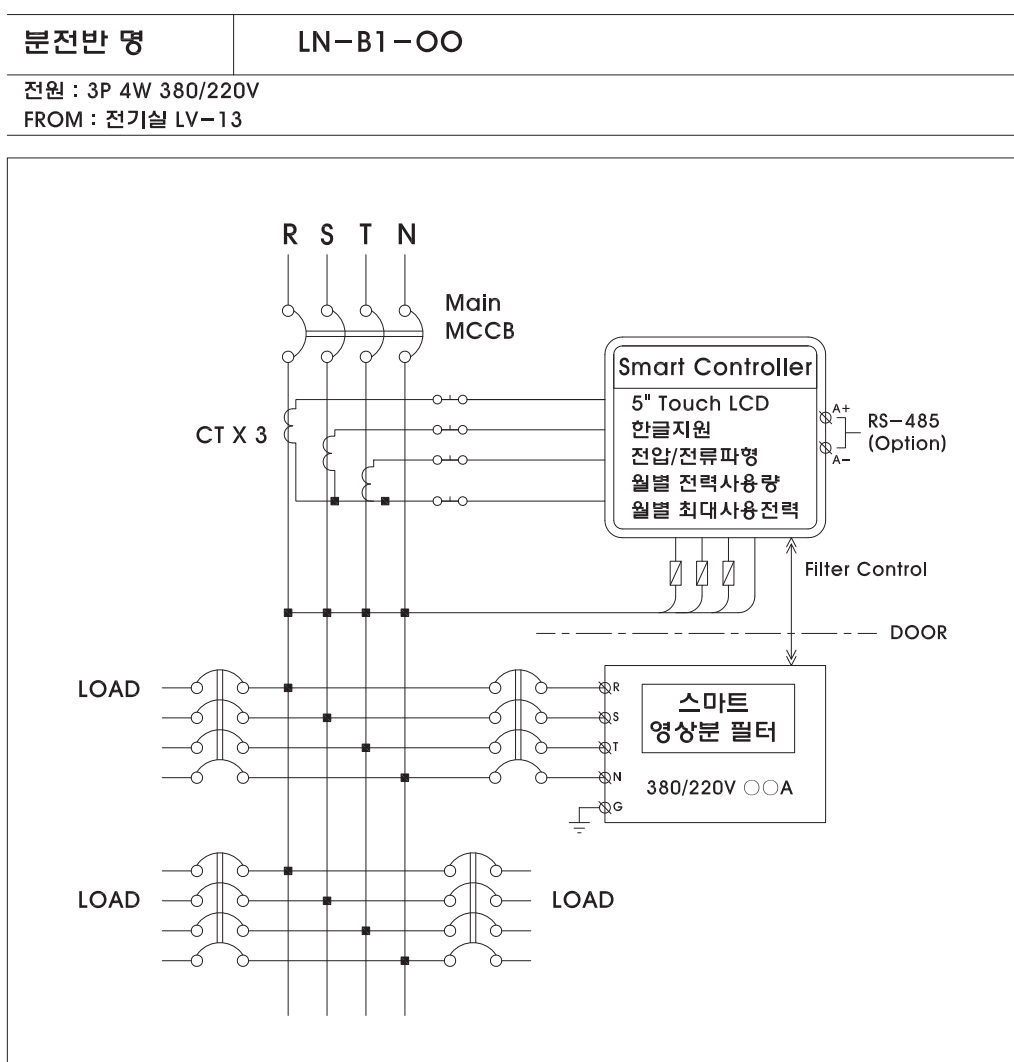 분전반 명 LN-B1-OO
전원 : 3P 4W 380/220V
FROM : 전기실 LV-13
R S T N
Main
MCCB
CT X 3
Smart Controller
5" Touch LCD
한글지원
전압/전류파형
월별 전력사용량
월별 최대사용전력
A+
A-
RS-485
(Option)
Filter Control
DOOR
LOAD
R
S
T
N
G
스마트
영상분 필터
380/220V ○○A
LOAD
LOAD